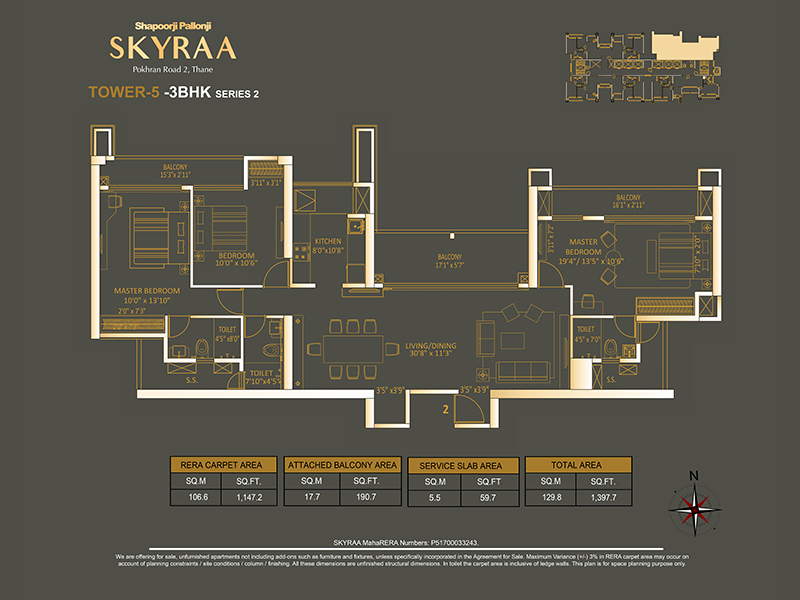 Shapoorji Pallonji
SKYRAA
Pokhran Road 2, Thane
TOWER-5 -3BHK SERIES 2
BALCONY
15'3" x 2'11"
3'11" x 3'1"
BALCONY
16'1" x 2'11"
BEDROOM
10'0" x 10'6"
KITCHEN
8'0"x10'8"
BALCONY
17'1" x 5'7"
3'11" x 7'2"
MASTER
BEDROOM
19'4"/ 13'5" x 10'9"
7'10" x 2'0"
MASTER BEDROOM
10'0" x 13'10"
2'0" x 7'3"
TOILET
4'5" x8'0"
TOILET
7'10"x4'5"
S.S.
LIVING/DINING
30'8" x 11'3"
TOILET
4'5" x 7'0"
S.S.
3'5"x3'9"
3'5"x3'9"
2
RERA CARPET AREA
SQ.M SQ.FT.
106.6 1,147.2
ATTACHED BALCONY AREA
SQ.M SQ.FT.
17.7 190.7
SERVICE SLAB AREA
SQ.M SQ.FT
5.5 59.7
TOTAL AREA
SQ.M SQ.FT.
129.8 1,397.7
N
SKYRAA MahaRERA Numbers: P51700033243.
We are offering for sale, unfurnished apartments not including add-ons such as furniture and fixtures, unless specifically incorporated in the Agreement for Sale. Maximum Variance (+/-) 3% in RERA carpet area may occur on
account of planning constraints / site conditions / column / finishing. All these dimensions are unfinished structural dimensions. In toilet the carpet area is inclusive of ledge walls. This plan is for space planning purpose only.